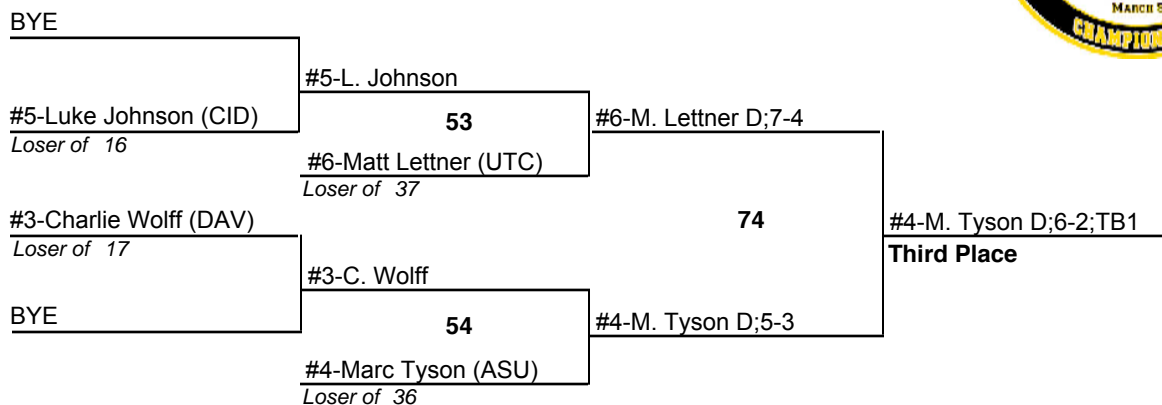 MARCH
CHAMPION
BYE
#5-L. Johnson
#5-Luke Johnson (CID)
Loser of 16
53
#6-M. Lettner D;7-4
#6-Matt Lettner (UTC)
Loser of 37
#3-Charlie Wolff (DAV)
Loser of 17
74
#4-M. Tyson D;6-2;TB1
Third Place
#3-C. Wolff
BYE
54
#4-M. Tyson D;5-3
#4-Marc Tyson (ASU)
Loser of 36